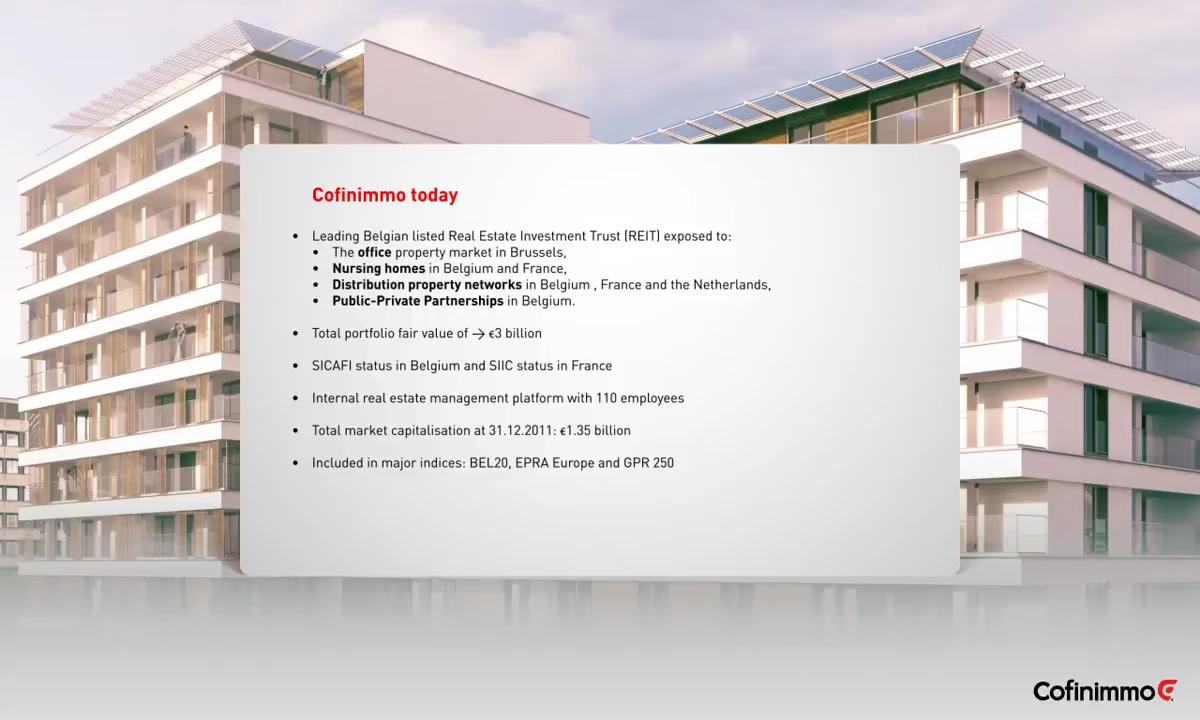 Cofinimmo today
• Leading Belgian listed Real Estate Investment Trust (REIT) exposed to:
• The office property market in Brussels,
• Nursing homes in Belgium and France,
• Distribution property networks in Belgium , France and the Netherlands,
• Public-Private Partnerships in Belgium.
• Total portfolio fair value of → €3 billion
• SICAFI status in Belgium and SIIC status in France
• Internal real estate management platform with 110 employees
• Total market capitalisation at 31.12.2011: €1.35 billion
• Included in major indices: BEL20, EPRA Europe and GPR 250
Cofinimmo